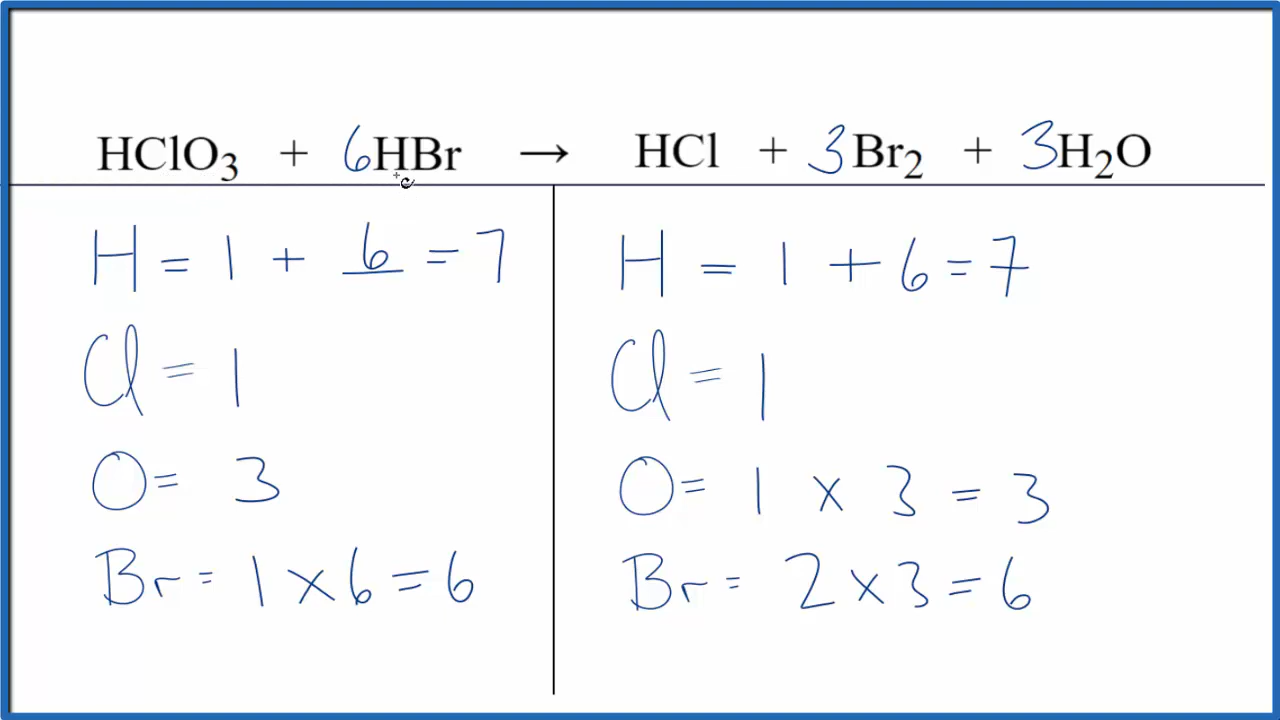 HClO₃ + 6HBr → HCl + 3Br₂ + 3H₂O
H = 1 + 6 = 7
Cl = 1
O = 3
Br = 1 x 6 = 6
H = 1 + 6 = 7
Cl = 1
O = 1 x 3 = 3
Br = 2 x 3 = 6